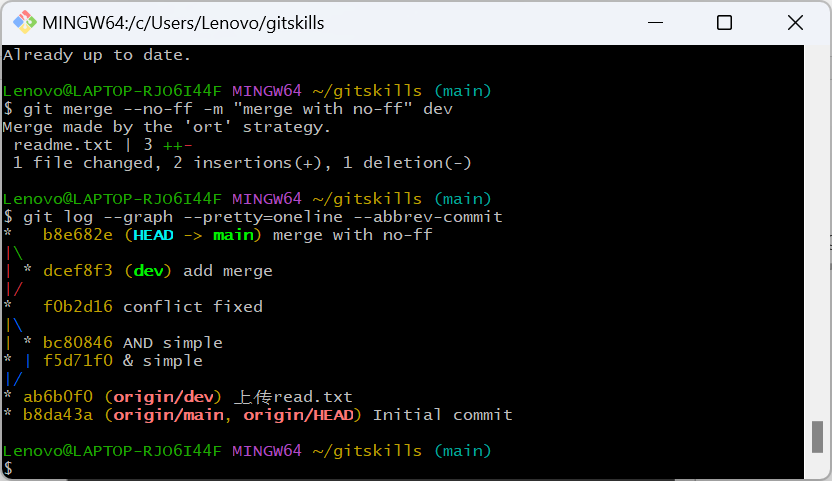 MINGW64:/c/Users/Lenovo/gitskills
Already up to date.
Lenovo@LAPTOP-RJO6I44F MINGW64 ~/gitskills (main)
$ git merge --no-ff -m "merge with no-ff" dev
Merge made by the 'ort' strategy.
 readme.txt | 3 ++-
 1 file changed, 2 insertions(+), 1 deletion(-)
Lenovo@LAPTOP-RJO6I44F MINGW64 ~/gitskills (main)
$ git log --graph --pretty=oneline --abbrev-commit
*   b8e682e (HEAD -> main) merge with no-ff
|\
| * dcef8f3 (dev) add merge
|/
*   f0b2d16 conflict fixed
|\
| * bc80846 AND simple
* | f5d71f0 & simple
|/
* ab6b0f0 (origin/dev) 上传read.txt
* b8da43a (origin/main, origin/HEAD) Initial commit
Lenovo@LAPTOP-RJO6I44F MINGW64 ~/gitskills (main)
$